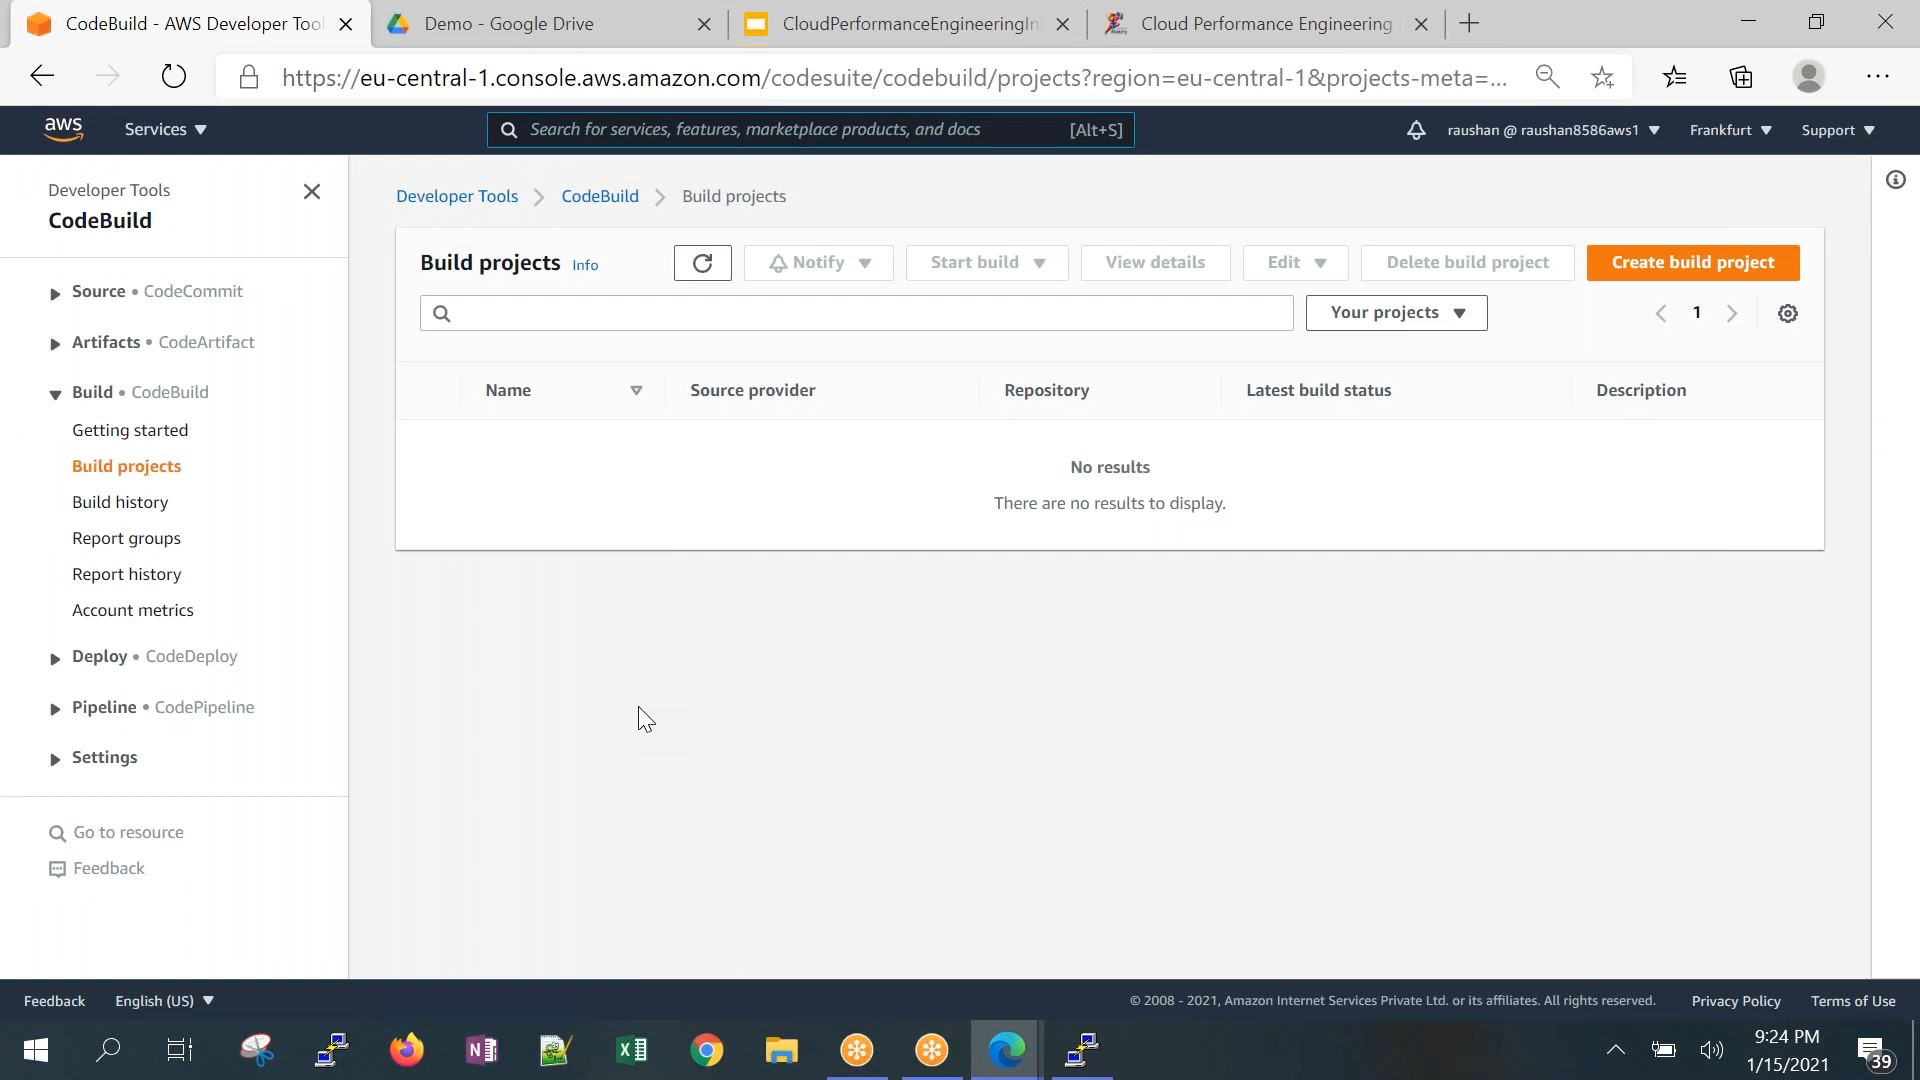 CodeBuild - AWS Developer Tool
Demo - Google Drive
CloudPerformanceEngineeringIn
Cloud Performance Engineering
https://eu-central-1.console.aws.amazon.com/codesuite/codebuild/projects?region=eu-central-1&projects-meta=...
aws
Services
Search for services, features, marketplace products, and docs
[Alt+S]
raushan @ raushan8586aws1
Frankfurt
Support
Developer Tools
CodeBuild
Source • CodeCommit
Artifacts • CodeArtifact
Build • CodeBuild
Getting started
Build projects
Build history
Report groups
Report history
Account metrics
Deploy • CodeDeploy
Pipeline • CodePipeline
Settings
Go to resource
Feedback
Developer Tools
CodeBuild
Build projects
Build projects Info
Notify
Start build
View details
Edit
Delete build project
Create build project
Your projects
1
Name
Source provider
Repository
Latest build status
Description
No results
There are no results to display.
Feedback
English (US)
© 2008 - 2021, Amazon Internet Services Private Ltd. or its affiliates. All rights reserved.
Privacy Policy
Terms of Use
9:24 PM
1/15/2021
39